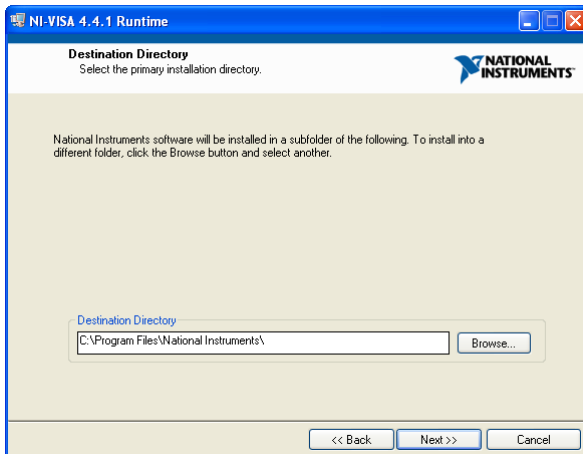 NI-VISA 4.4.1 Runtime
Destination Directory
Select the primary installation directory.
NATIONAL
INSTRUMENTS™
National Instruments software will be installed in a subfolder of the following. To install into a
different folder, click the Browse button and select another.
Destination Directory
C:\Program Files\National Instruments\
Browse...
<< Back
Next >>
Cancel